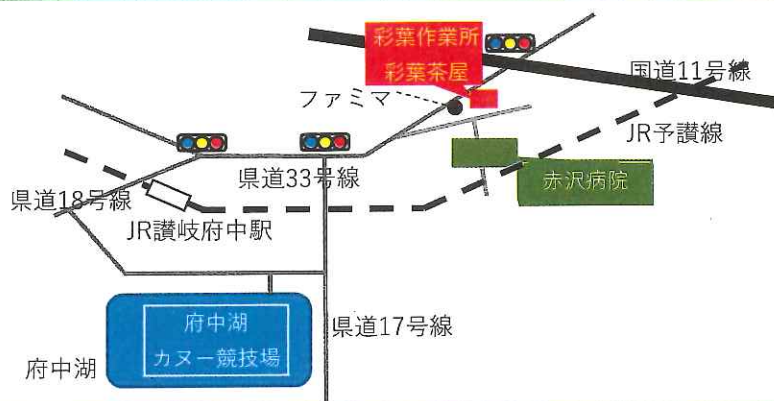 彩葉作業所
彩葉茶屋
国道11号線
ファミマ
JR予讃線
県道33号線
赤沢病院
県道18号線
JR讃岐府中駅
府中湖
カヌー競技場
県道17号線
府中湖